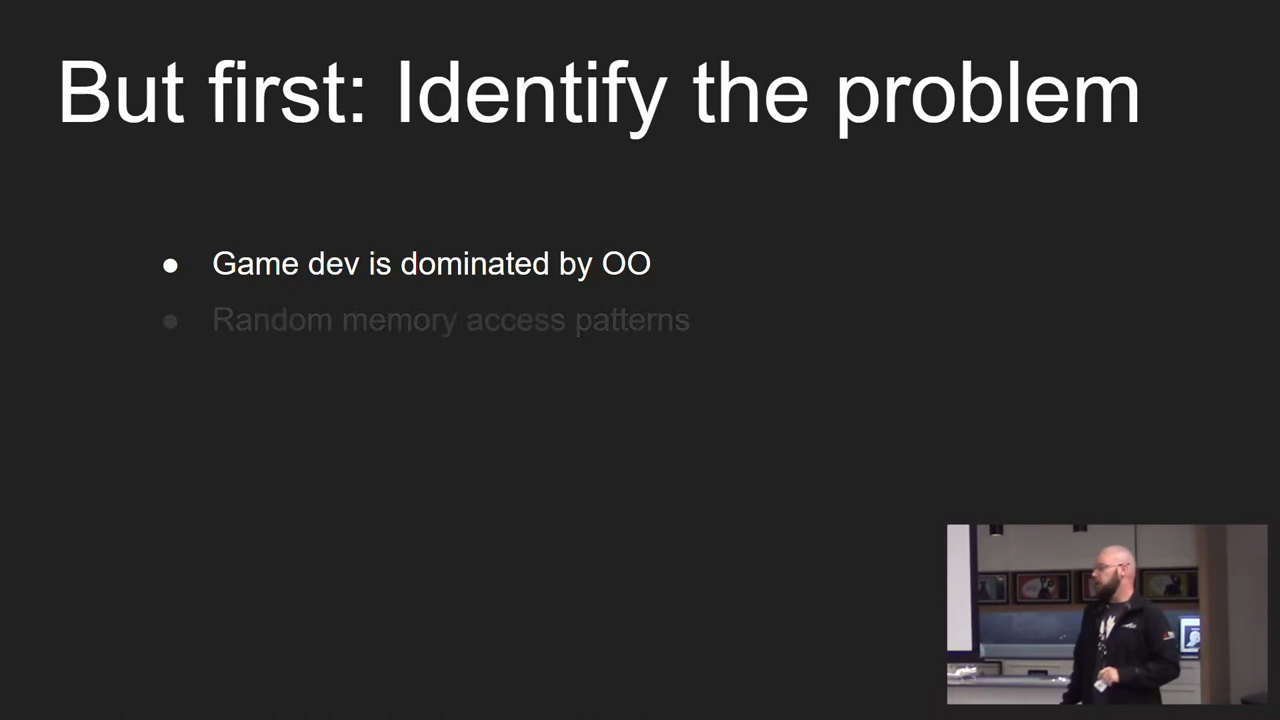 But first: Identify the problem
● Game dev is dominated by OO
● Random memory access patterns